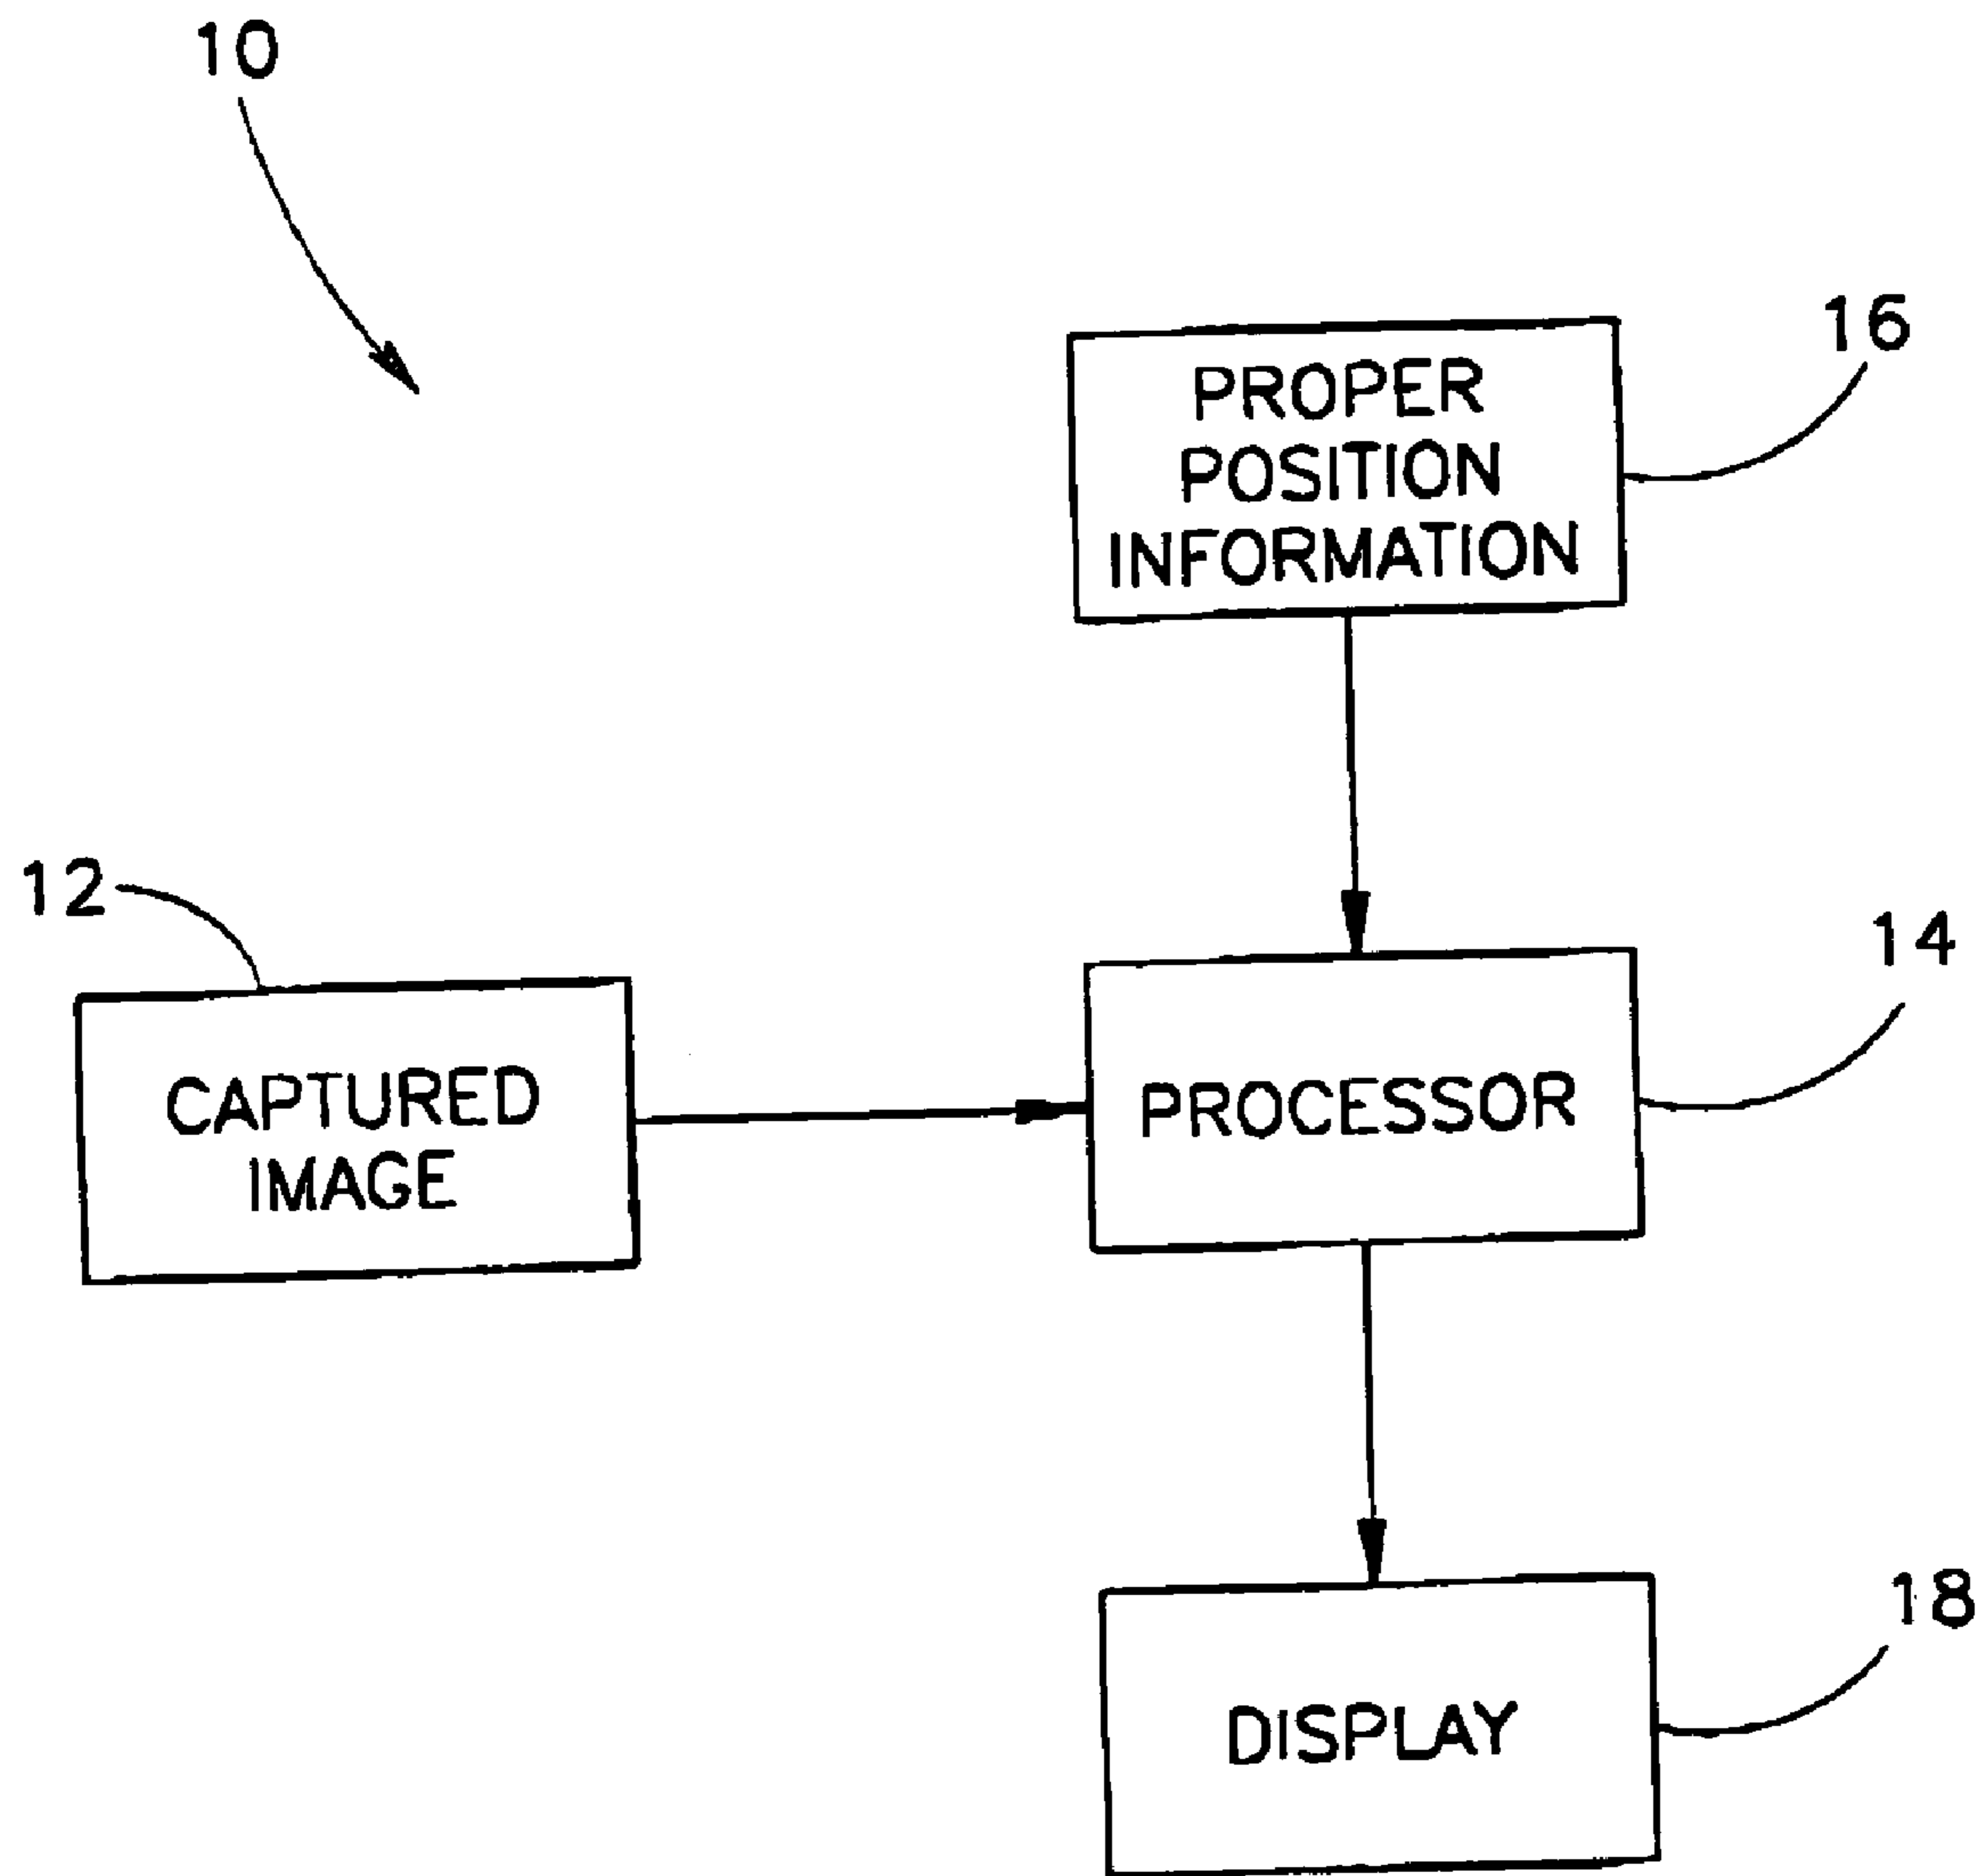 10
16
PROPER
POSITION
INFORMATION
12
14
CAPTURED
IMAGE
PROCESSOR
18
DISPLAY